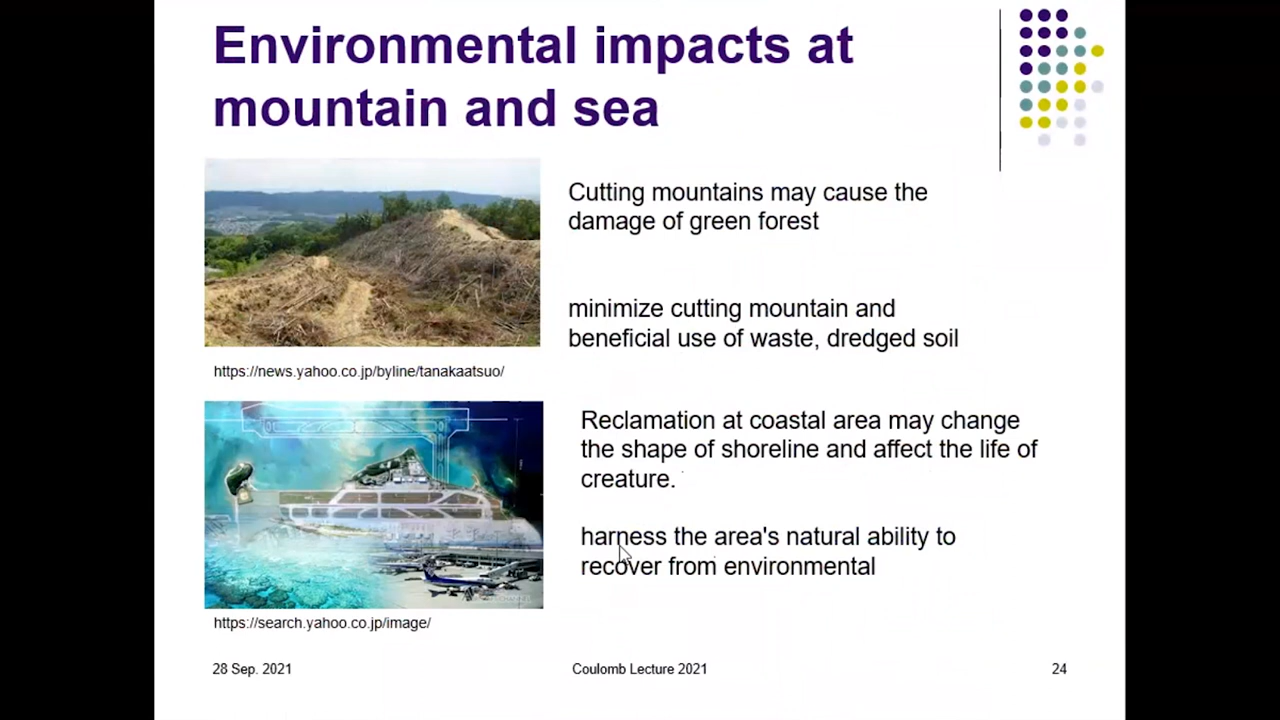 Environmental impacts at
mountain and sea
Cutting mountains may cause the
damage of green forest
minimize cutting mountain and
beneficial use of waste, dredged soil
https://news.yahoo.co.jp/byline/tanakaatsuo/
Reclamation at coastal area may change
the shape of shoreline and affect the life of
creature.
harness the area's natural ability to
recover from environmental
https://search.yahoo.co.jp/image/
28 Sep. 2021
Coulomb Lecture 2021
24